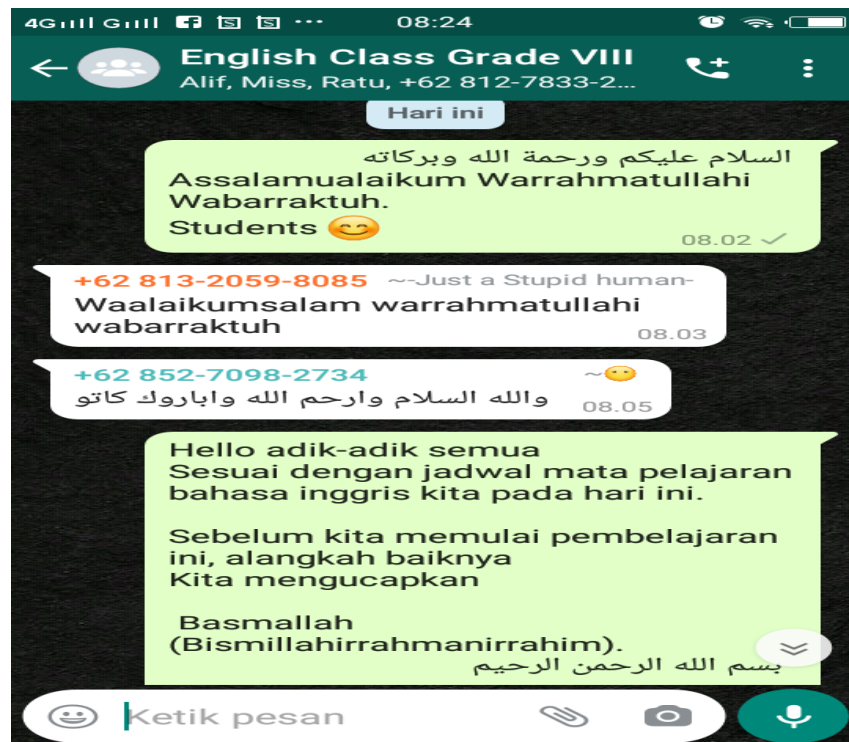 4G G ... 08:24
English Class Grade VIII
Alif, Miss, Ratu, +62 812-7833-2...
Hari ini
السلام عليكم ورحمة الله وبركاته
Assalamualaikum Warrahmatullahi
Wabarraktuh.
Students 😊
08.02
+62 813-2059-8085 ~-Just a Stupid human-
Waalaikumsalam warrahmatullahi
wabarraktuh
08.03
+62 852-7098-2734 ~😶
والله السلام وارحم الله واباروك كاتو
08.05
Hello adik-adik semua
Sesuai dengan jadwal mata pelajaran
bahasa inggris kita pada hari ini.
Sebelum kita memulai pembelajaran
ini, alangkah baiknya
Kita mengucapkan
Basmallah
(Bismillahirrahmanirrahim).
بسم الله الرحمن الرحيم
Ketik pesan